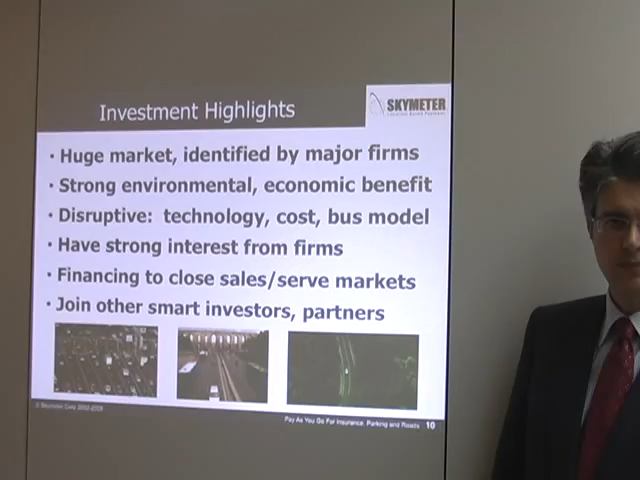 Investment Highlights
SKYMETER
· Huge market, identified by major firms
· Strong environmental, economic benefit
· Disruptive: technology, cost, bus model
· Have strong interest from firms
· Financing to close sales/serve markets
· Join other smart investors, partners
Pay As You Go For Insurance, Parking and Roads 10